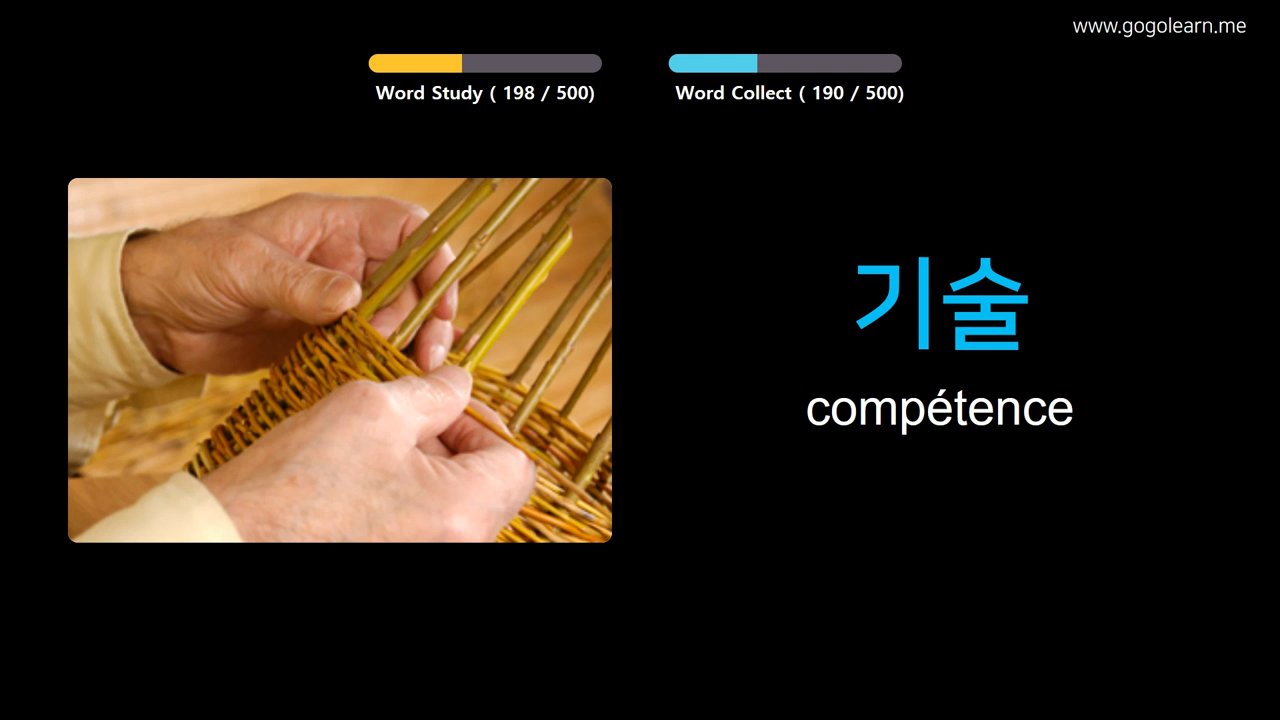 www.gogolearn.me
Word Study ( 198 / 500)
Word Collect ( 190 / 500)
기술
compétence